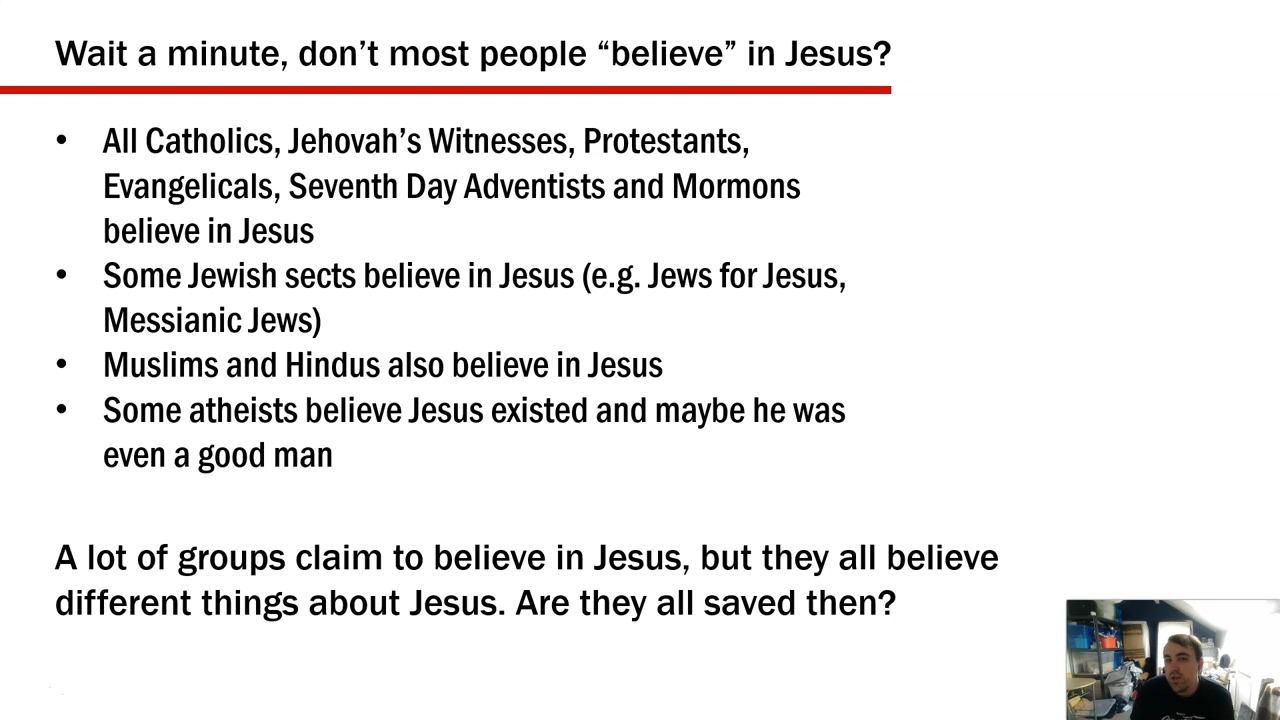 Wait a minute, don’t most people “believe” in Jesus?
• All Catholics, Jehovah’s Witnesses, Protestants,
Evangelicals, Seventh Day Adventists and Mormons
believe in Jesus
• Some Jewish sects believe in Jesus (e.g. Jews for Jesus,
Messianic Jews)
• Muslims and Hindus also believe in Jesus
• Some atheists believe Jesus existed and maybe he was
even a good man
A lot of groups claim to believe in Jesus, but they all believe
different things about Jesus. Are they all saved then?